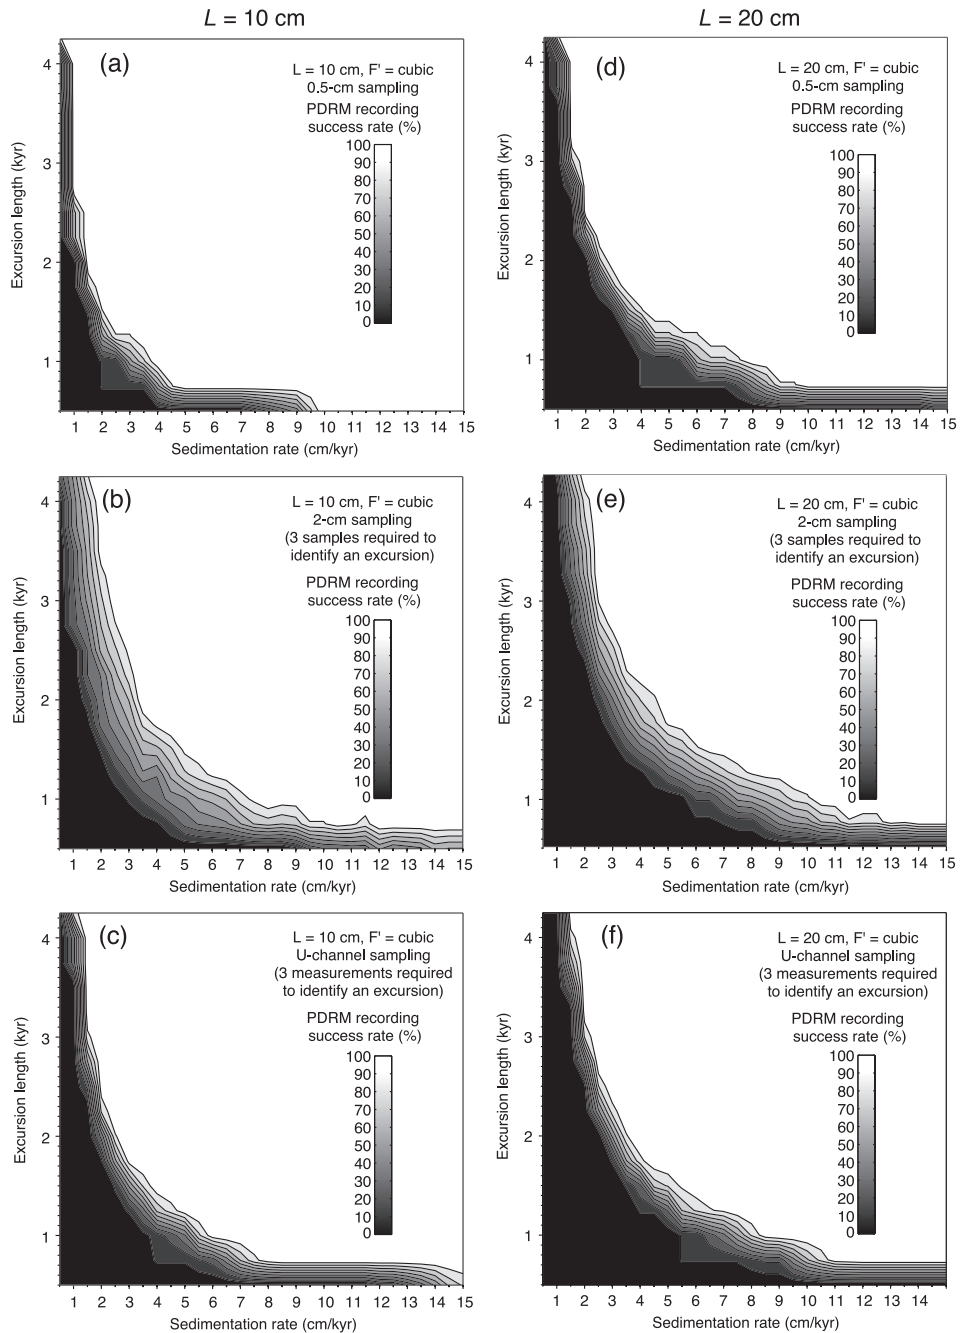 L = 10 cm
L = 20 cm
(a)
L = 10 cm, F' = cubic
0.5-cm sampling
PDRM recording
success rate (%)
100
90
80
70
60
50
40
30
20
10
0
Excursion length (kyr)
4
3
2
1
1 2 3 4 5 6 7 8 9 10 11 12 13 14 15
Sedimentation rate (cm/kyr)
(d)
L = 20 cm, F' = cubic
0.5-cm sampling
PDRM recording
success rate (%)
100
90
80
70
60
50
40
30
20
10
0
Excursion length (kyr)
4
3
2
1
1 2 3 4 5 6 7 8 9 10 11 12 13 14 15
Sedimentation rate (cm/kyr)
(b)
L = 10 cm, F' = cubic
2-cm sampling
(3 samples required to
identify an excursion)
PDRM recording
success rate (%)
100
90
80
70
60
50
40
30
20
10
0
Excursion length (kyr)
4
3
2
1
1 2 3 4 5 6 7 8 9 10 11 12 13 14 15
Sedimentation rate (cm/kyr)
(e)
L = 20 cm, F' = cubic
2-cm sampling
(3 samples required to
identify an excursion)
PDRM recording
success rate (%)
100
90
80
70
60
50
40
30
20
10
0
Excursion length (kyr)
4
3
2
1
1 2 3 4 5 6 7 8 9 10 11 12 13 14 15
Sedimentation rate (cm/kyr)
(c)
L = 10 cm, F' = cubic
U-channel sampling
(3 measurements required
to identify an excursion)
PDRM recording
success rate (%)
100
90
80
70
60
50
40
30
20
10
0
Excursion length (kyr)
4
3
2
1
1 2 3 4 5 6 7 8 9 10 11 12 13 14 15
Sedimentation rate (cm/kyr)
(f)
L = 20 cm, F' = cubic
U-channel sampling
(3 measurements required
to identify an excursion)
PDRM recording
success rate (%)
100
90
80
70
60
50
40
30
20
10
0
Excursion length (kyr)
4
3
2
1
1 2 3 4 5 6 7 8 9 10 11 12 13 14 15
Sedimentation rate (cm/kyr)